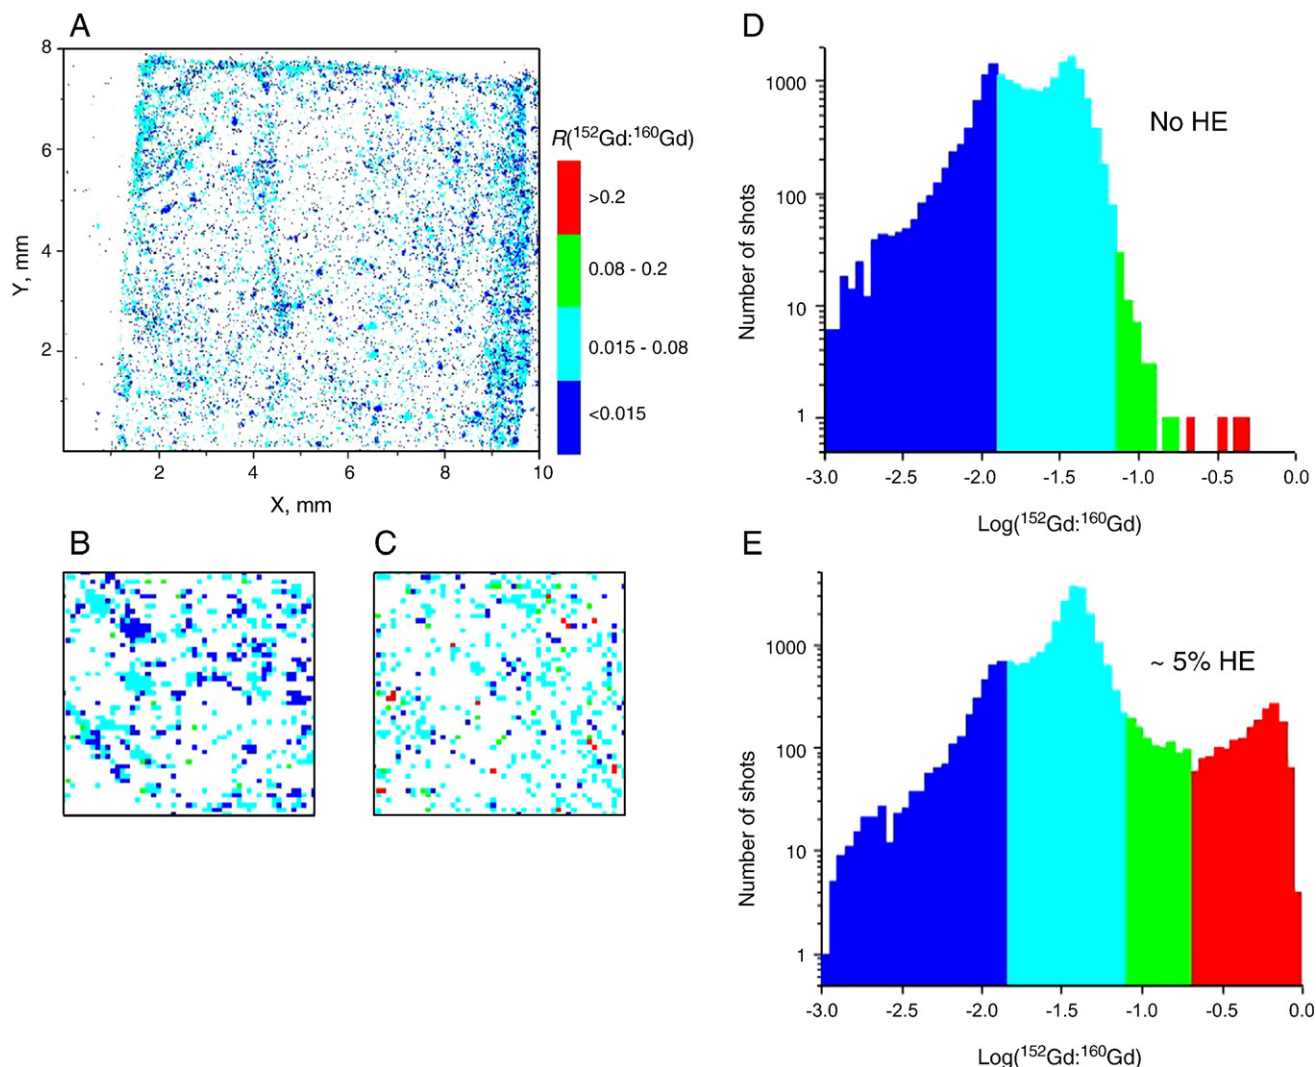 A
8
6
4
2
Y, mm
2
4
6
8
10
X, mm
R(¹⁵²Gd:¹⁶⁰Gd)
>0.2
0.08 - 0.2
0.015 - 0.08
<0.015
B
C
D
1000
100
10
1
Number of shots
No HE
-3.0
-2.5
-2.0
-1.5
-1.0
-0.5
0.0
Log(¹⁵²Gd:¹⁶⁰Gd)
E
1000
100
10
1
Number of shots
~ 5% HE
-3.0
-2.5
-2.0
-1.5
-1.0
-0.5
0.0
Log(¹⁵²Gd:¹⁶⁰Gd)